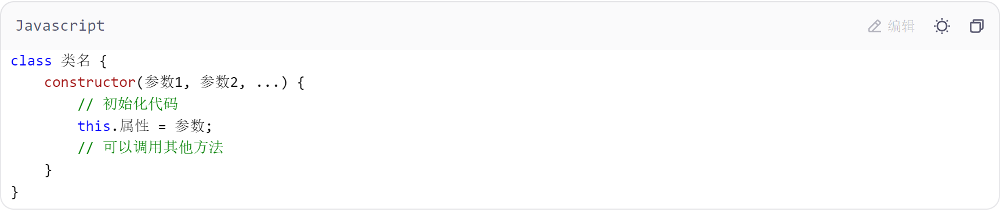 Javascript 编辑
class 类名 {
    constructor(参数1, 参数2, ...) {
        // 初始化代码
        this.属性 = 参数;
        // 可以调用其他方法
    }
}